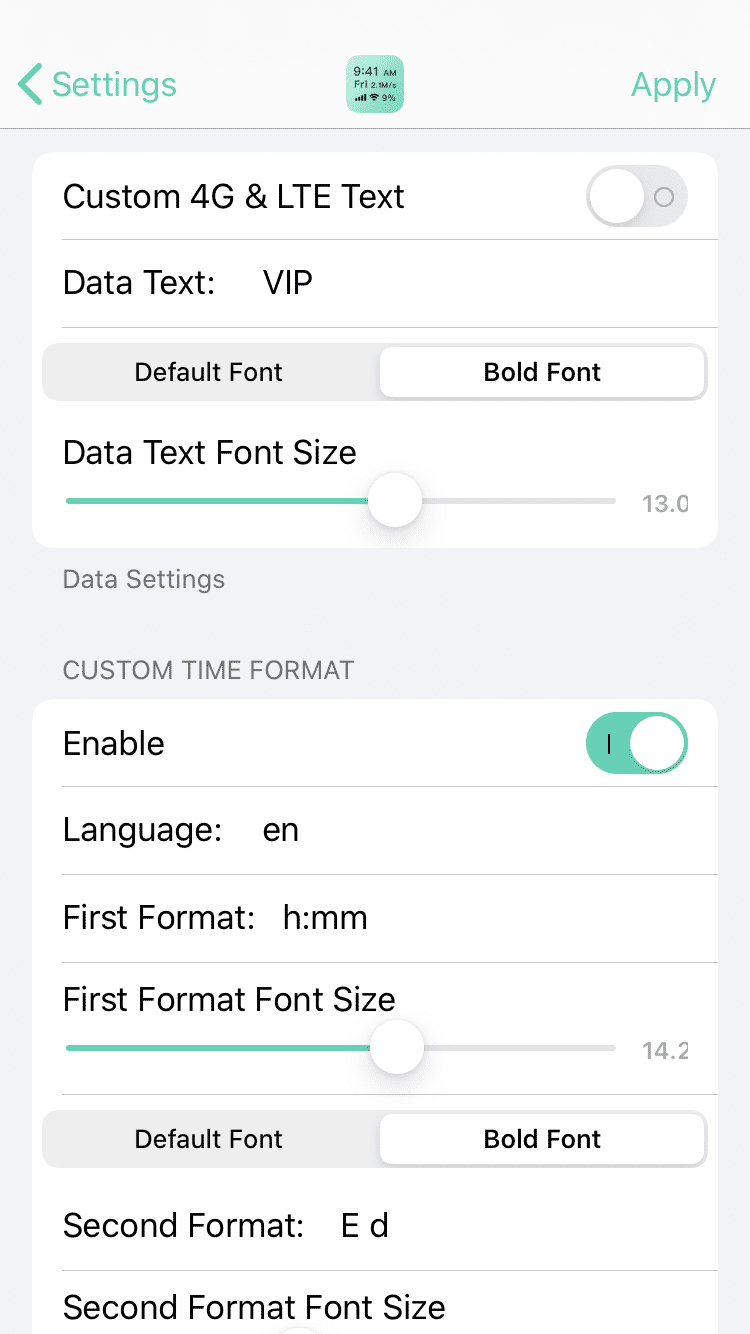 Settings
9:41 AM
Fri 2.1M/s
9%
Apply
Custom 4G & LTE Text
Data Text: VIP
Default Font Bold Font
Data Text Font Size
13.0
Data Settings
CUSTOM TIME FORMAT
Enable
Language: en
First Format: h:mm
First Format Font Size
14.2
Default Font Bold Font
Second Format: E d
Second Format Font Size